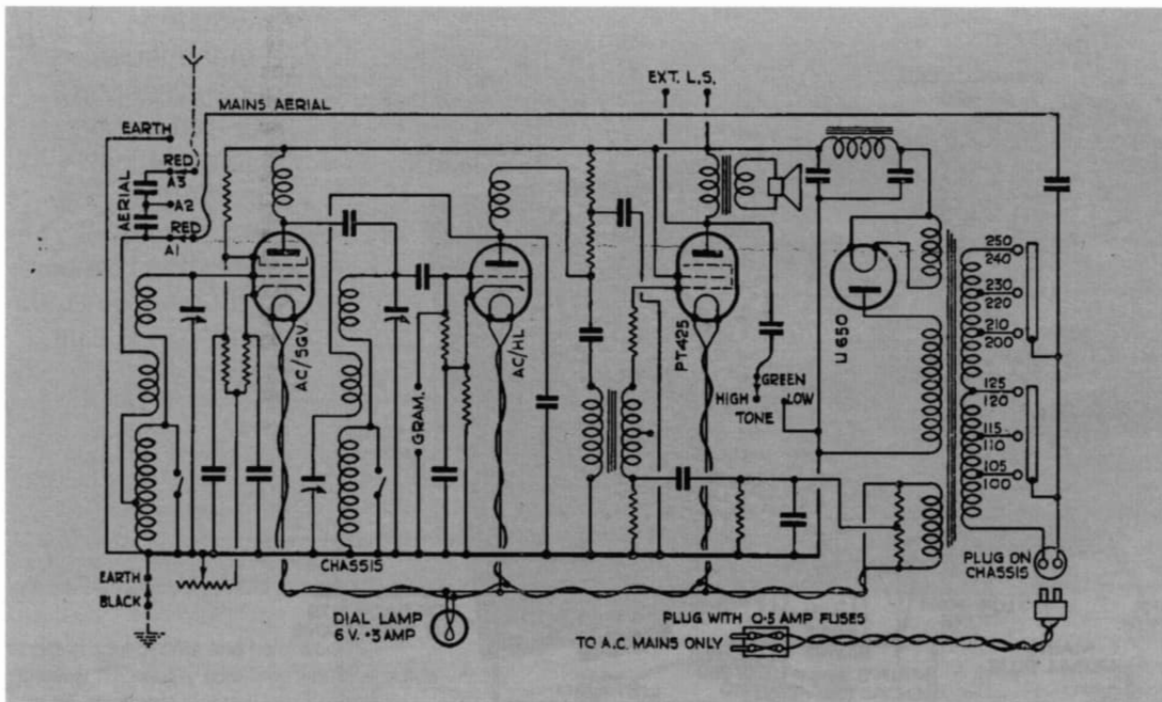 EXT. L.S.
MAINS AERIAL
EARTH
RED
A3
AERIAL
A2
RED
A1
AC/SGV
AC/HL
PT425
U650
GRAM.
GREEN
HIGH
LOW
TONE
250
240
230
220
210
200
125
120
115
110
105
100
CHASSIS
EARTH
BLACK
PLUG ON
CHASSIS
DIAL LAMP
6 V. ·3 AMP
PLUG WITH 0·5 AMP FUSES
TO A.C. MAINS ONLY